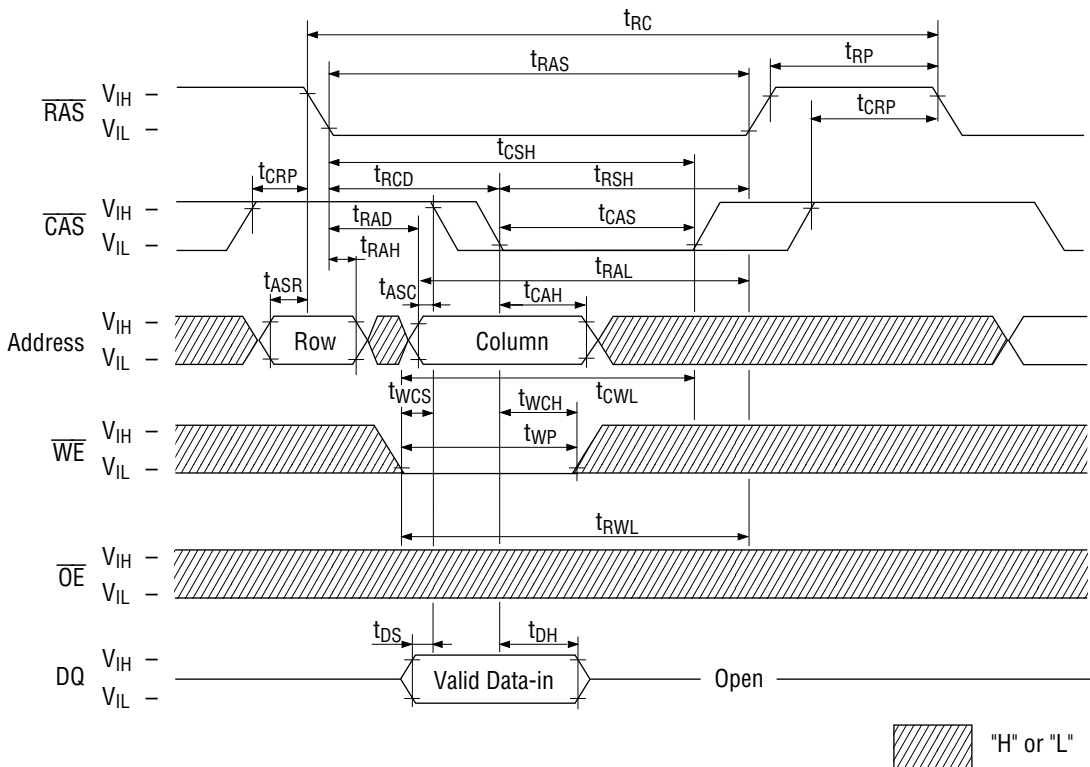 tRC
tRAS
tRP
RAS
VIH –
VIL –
tCRP
tCSH
tCRP
tRCD
tRSH
CAS
VIH –
VIL –
tRAD
tCAS
tRAH
tRAL
tASR
tASC
tCAH
Address
VIH –
VIL –
Row
Column
tWCS
tCWL
tWCH
WE
VIH –
VIL –
tWP
tRWL
OE
VIH –
VIL –
tDS
tDH
DQ
VIH –
VIL –
Valid Data-in
Open
"H" or "L"